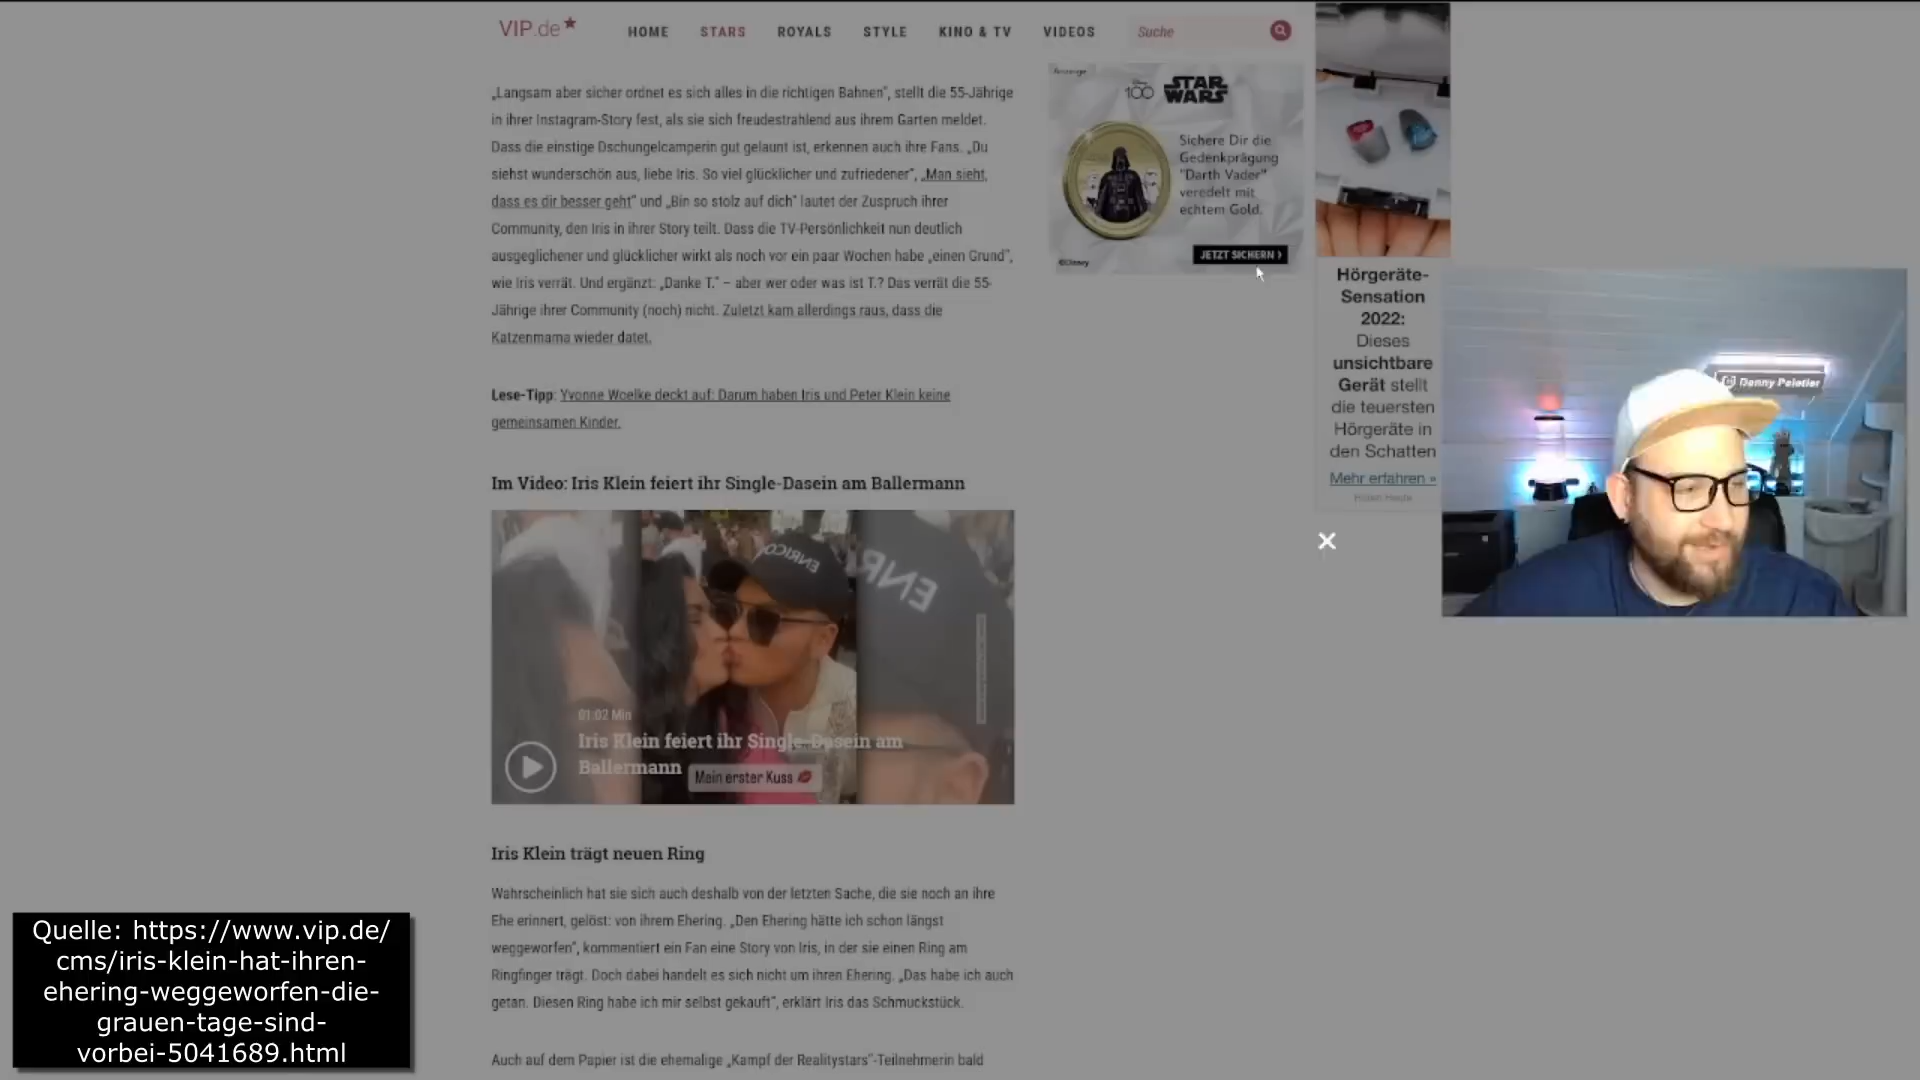 VIP.de★
HOME STARS ROYALS STYLE KINO & TV VIDEOS
Suche
„Langsam aber sicher ordnet es sich alles in die richtigen Bahnen", stellt die 55-Jährige
in ihrer Instagram-Story fest, als sie sich freudestrahlend aus ihrem Garten meldet.
Dass die einstige Dschungelcamperin gut gelaunt ist, erkennen auch ihre Fans. „Du
siehst wunderschön aus, liebe Iris. So viel glücklicher und zufriedener", „Man sieht,
dass es dir besser geht" und „Bin so stolz auf dich" lautet der Zuspruch ihrer
Community, den Iris in ihrer Story teilt. Dass die TV-Persönlichkeit nun deutlich
ausgeglichener und glücklicher wirkt als noch vor ein paar Wochen habe „einen Grund",
wie Iris verrät. Und ergänzt: „Danke T." – aber wer oder was ist T.? Das verrät die 55-
Jährige ihrer Community (noch) nicht. Zuletzt kam allerdings raus, dass die
Katzenmama wieder datet.
Lese-Tipp: Yvonne Woelke deckt auf: Darum haben Iris und Peter Klein keine
gemeinsamen Kinder.
Im Video: Iris Klein feiert ihr Single-Dasein am Ballermann
ENRICO
01:02 Min
Iris Klein feiert ihr Single-Dasein am
Ballermann
Mein erster Kuss
Iris Klein trägt neuen Ring
Wahrscheinlich hat sie sich auch deshalb von der letzten Sache, die sie noch an ihre
Ehe erinnert, gelöst: von ihrem Ehering. „Den Ehering hätte ich schon längst
weggeworfen", kommentiert ein Fan eine Story von Iris, in der sie einen Ring am
Ringfinger trägt. Doch dabei handelt es sich nicht um ihren Ehering. „Das habe ich auch
getan. Diesen Ring habe ich mir selbst gekauft", erklärt Iris das Schmuckstück.
Auch auf dem Papier ist die ehemalige „Kampf der Realitystars"-Teilnehmerin bald
Anzeige
Disney
100
STAR
WARS
Sichere Dir die
Gedenkprägung
"Darth Vader"
veredelt mit
echtem Gold.
JETZT SICHERN ›
©Disney
Hörgeräte-
Sensation
2022:
Dieses
unsichtbare
Gerät stellt
die teuersten
Hörgeräte in
den Schatten
Mehr erfahren »
Danny Peletier
Quelle: https://www.vip.de/
cms/iris-klein-hat-ihren-
ehering-weggeworfen-die-
grauen-tage-sind-
vorbei-5041689.html